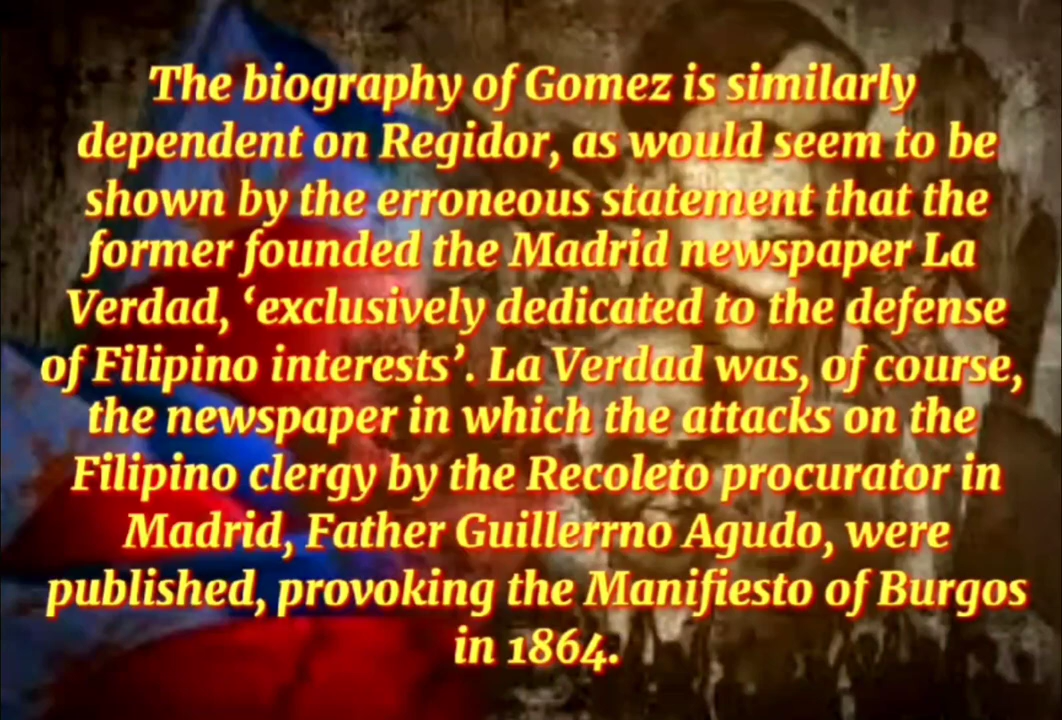 The biography of Gomez is similarly
dependent on Regidor, as would seem to be
shown by the erroneous statement that the
former founded the Madrid newspaper La
Verdad, ‘exclusively dedicated to the defense
of Filipino interests’. La Verdad was, of course,
the newspaper in which the attacks on the
Filipino clergy by the Recoleto procurator in
Madrid, Father Guillerrno Agudo, were
published, provoking the Manifiesto of Burgos
in 1864.